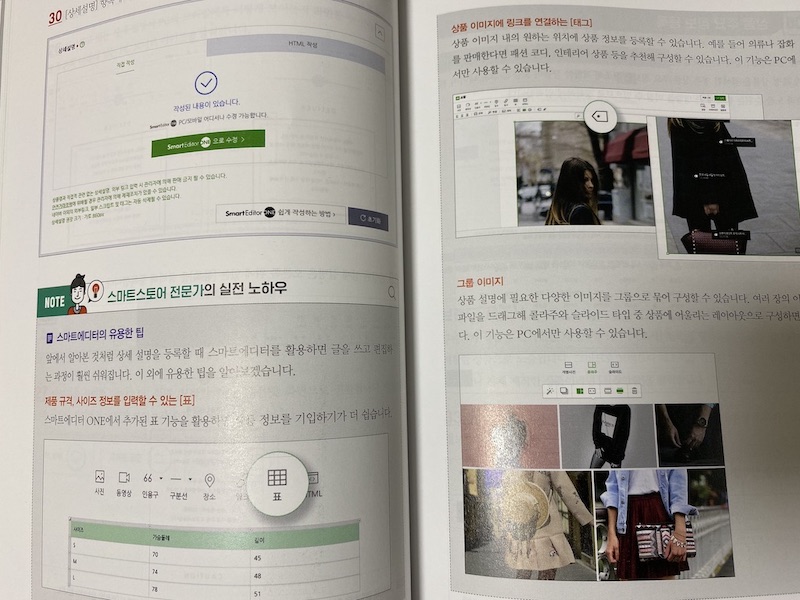 30 [상세설명]
상세설명
직접 작성
HTML 작성
작성된 내용이 있습니다.
SmartEditor ONE PC/모바일 어디서나 수정 가능합니다.
SmartEditor ONE 으로 수정 >
SmartEditor ONE 쉽게 작성하는 방법 >
초기화
NOTE 스마트스토어 전문가의 실전 노하우
스마트에디터의 유용한 팁
앞에서 알아본 것처럼 상세 설명을 등록할 때 스마트에디터를 활용하면 글을 쓰고 편집하
는 과정이 훨씬 쉬워집니다. 이 외에 유용한 팁을 알아보겠습니다.
제품 규격, 사이즈 정보를 입력할 수 있는 [표]
스마트에디터 ONE에서 추가된 표 기능을 활용하면 상품 정보를 기입하기가 더 쉽습니다.
66
사진 동영상 인용구 구분선 장소 표 HTML
사이즈 가슴둘레 길이
S 70 45
M 74 48
L 78 51
상품 이미지에 링크를 연결하는 [태그]
상품 이미지 내의 원하는 위치에 상품 정보를 등록할 수 있습니다. 예를 들어 의류나 잡화
를 판매한다면 패션 코디, 인테리어 상품 등을 추천해 구성할 수 있습니다. 이 기능은 PC에
서만 사용할 수 있습니다.
그룹 이미지
상품 설명에 필요한 다양한 이미지를 그룹으로 묶어 구성할 수 있습니다. 여러 장의 이
파일을 드래그해 콜라주와 슬라이드 타입 중 상품에 어울리는 레이아웃으로 구성하면
다. 이 기능은 PC에서만 사용할 수 있습니다.
개별사진 콜라주 슬라이드